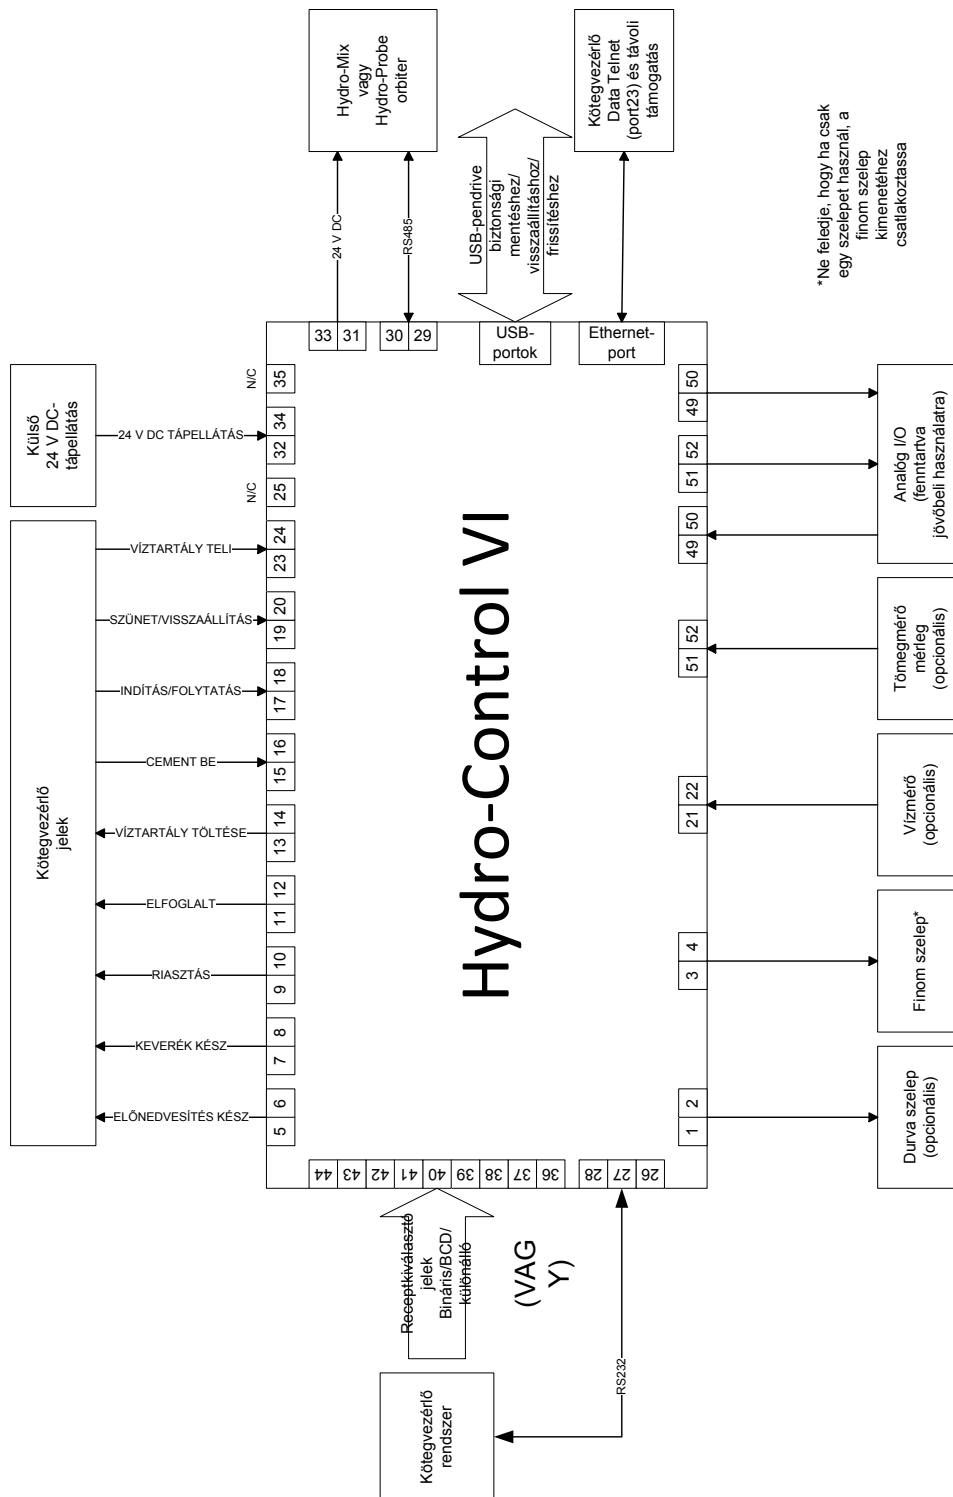 Hydro-Mix
vagy
Hydro-Probe
orbiter
Kötegvezérlő
Data Telnet
(port23) és távoli
támogatás
24 V DC
RS485
USB-pendrive
biztonsági
mentéshez/
visszaállításhoz/
frissítéshez
*Ne feledje, hogy ha csak
egy szelepet használ, a
finom szelep
kimenetéhez
csatlakoztassa
33 31
30 29
USB-
portok
Ethernet-
port
Külső
24 V DC-
tápellátás
N/C
35
24 V DC TÁPELLÁTÁS
34
32
N/C
25
Kötegvezérlő
jelek
VÍZTARTÁLY TELI
24
23
SZÜNET/VISSZAÁLLÍTÁS
20
19
INDÍTÁS/FOLYTATÁS
18
17
CEMENT BE
16
15
VÍZTARTÁLY TÖLTÉSE
14
13
ELFOGLALT
12
11
RIASZTÁS
10
9
KEVERÉK KÉSZ
8
7
ELŐNEDVESÍTÉS KÉSZ
6
5
Hydro-Control VI
50
49
52
51
50
49
Analóg I/O
(fenntartva
jövőbeli használatra)
52
51
Tömegmérő
mérleg
(opcionális)
22
21
Vízmérő
(opcionális)
4
3
Finom szelep*
2
1
Durva szelep
(opcionális)
44
43
42
41
40
39
38
37
36
28
27
26
Receptkiválasztó
jelek
Bináris/BCD/
különálló
(VAG
Y)
RS232
Kötegvezérlő
rendszer